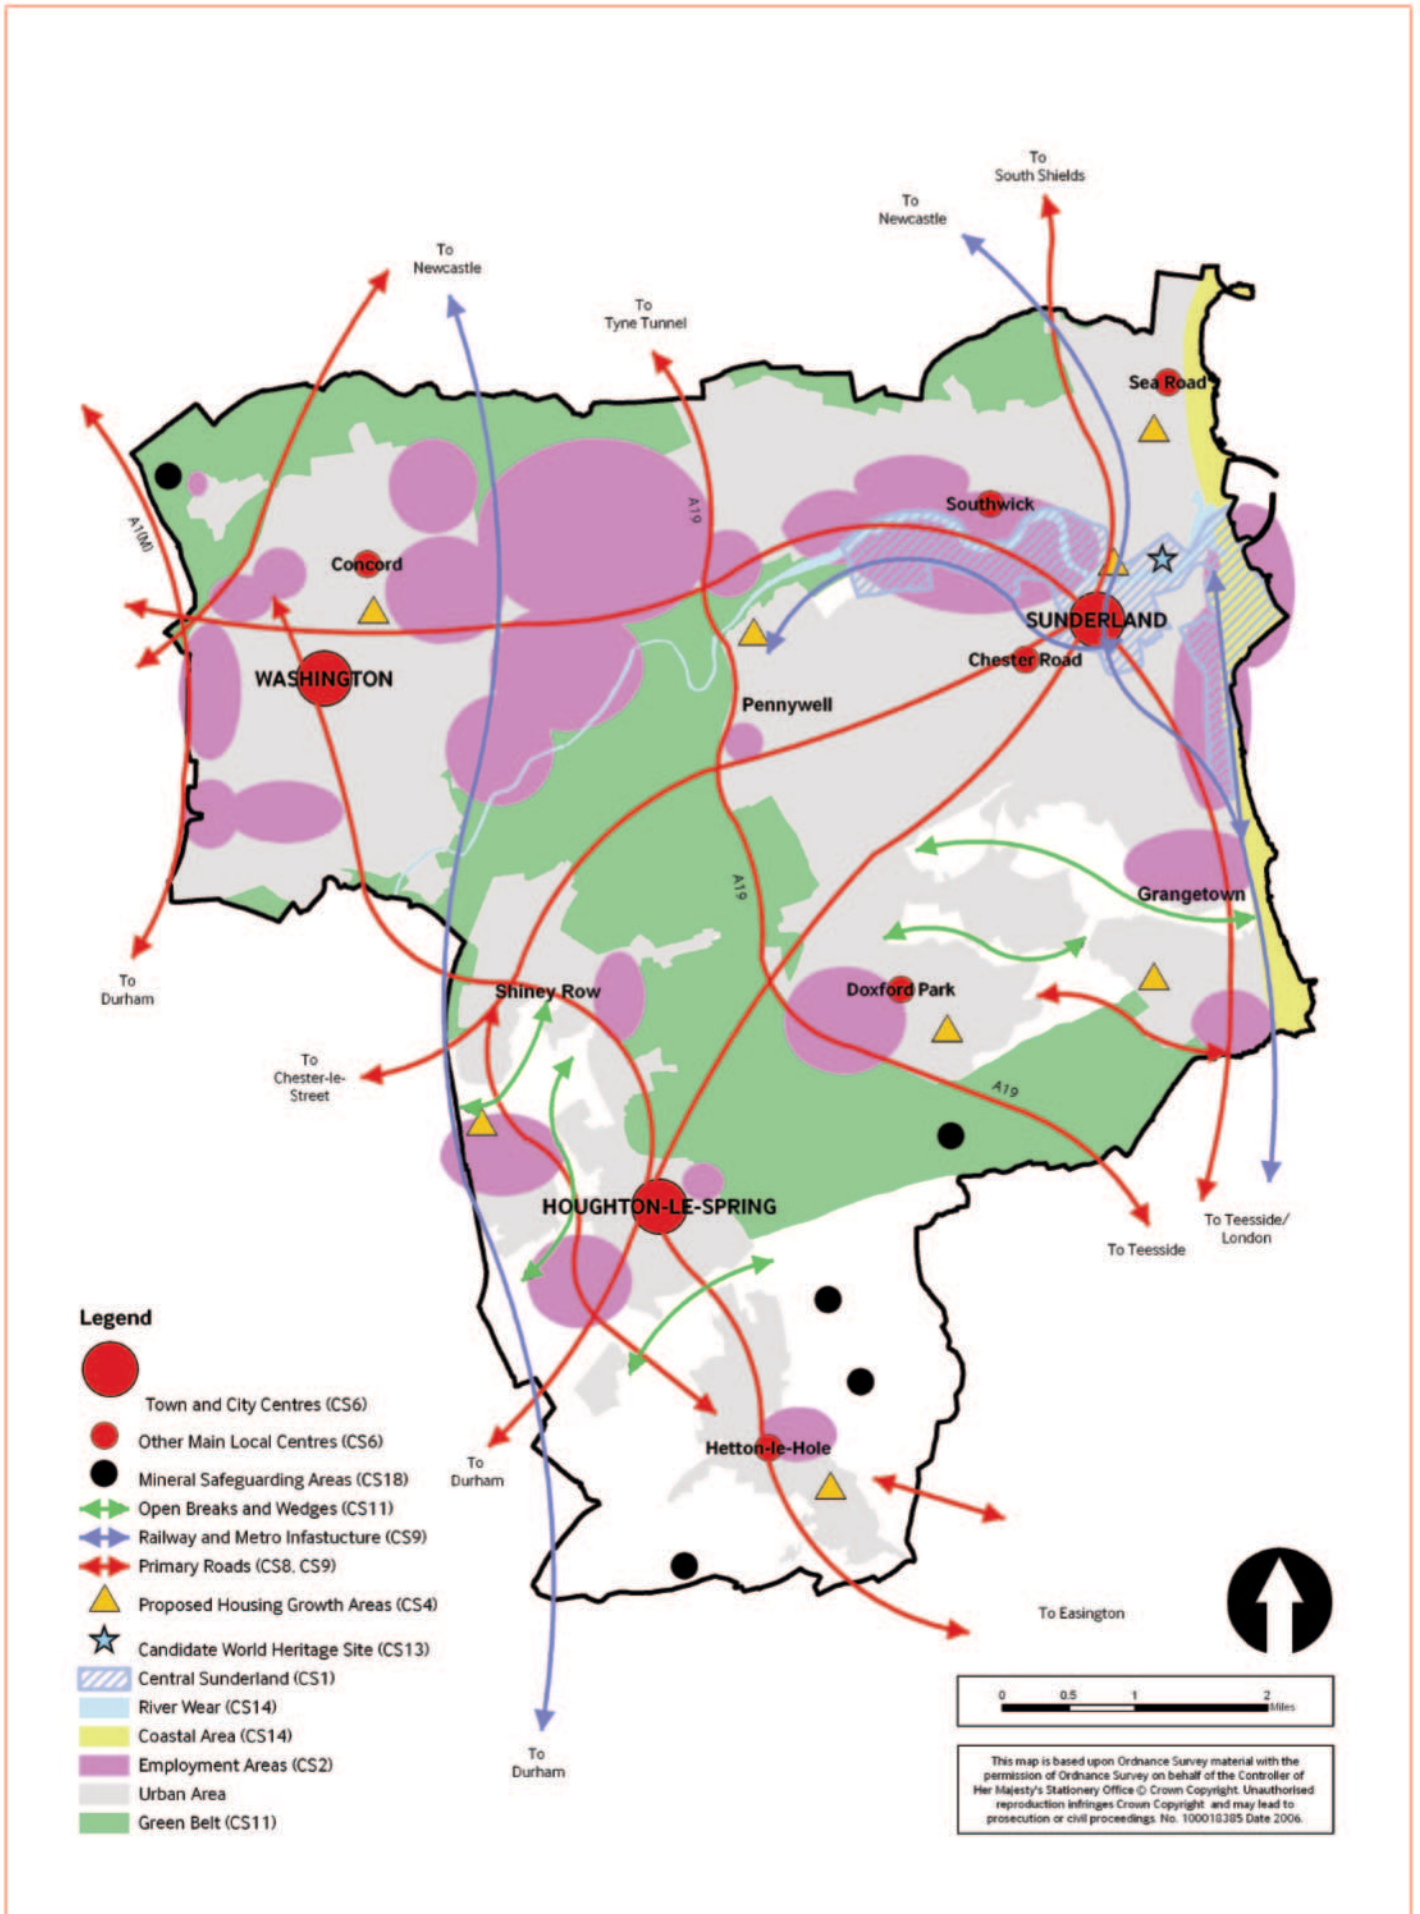 To
South Shields
To
Newcastle
To
Newcastle
To
Tyne Tunnel
Sea Road
A19
Southwick
A1(M)
Concord
SUNDERLAND
Chester Road
WASHINGTON
Pennywell
A19
Grangetown
To
Durham
Shiney Row
Doxford Park
To
Chester-le-
Street
A19
HOUGHTON-LE-SPRING
To Teesside/
London
To Teesside
Hetton-le-Hole
To
Durham
To Easington
To
Durham
Legend
Town and City Centres (CS6)
Other Main Local Centres (CS6)
Mineral Safeguarding Areas (CS18)
Open Breaks and Wedges (CS11)
Railway and Metro Infastucture (CS9)
Primary Roads (CS8, CS9)
Proposed Housing Growth Areas (CS4)
Candidate World Heritage Site (CS13)
Central Sunderland (CS1)
River Wear (CS14)
Coastal Area (CS14)
Employment Areas (CS2)
Urban Area
Green Belt (CS11)
0 0.5 1 2
Miles
This map is based upon Ordnance Survey material with the
permission of Ordnance Survey on behalf of the Controller of
Her Majesty's Stationery Office © Crown Copyright. Unauthorised
reproduction infringes Crown Copyright and may lead to
prosecution or civil proceedings. No. 100018385 Date 2006.